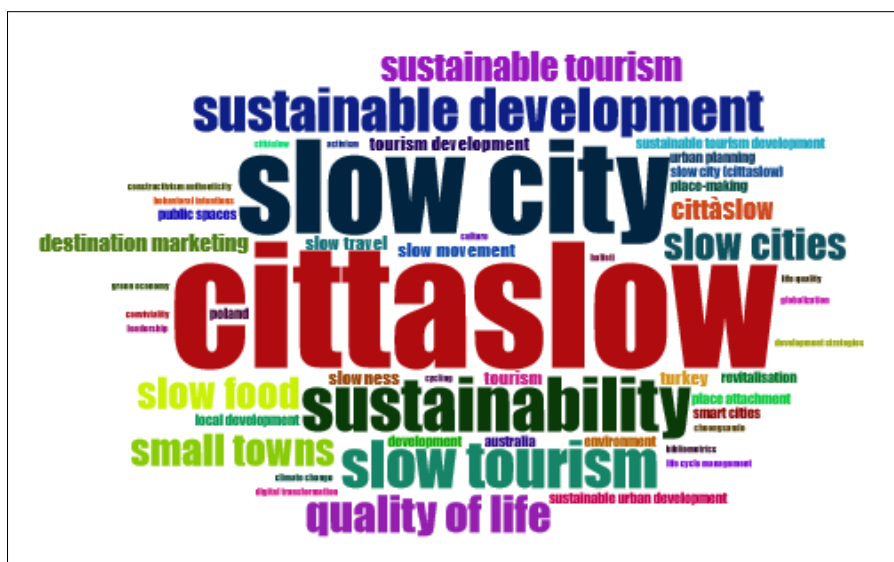 sustainable tourism
sustainable development
cittáslow activism tourism development sustainable tourism development
urban planning
slow city slow city (cittaslow)
constructivism authenticity place-making
behavioral intentions
public spaces cittàslow
destination marketing slow travel culture slow movement slow cities
halisti
cittaslow life quality
green economy
globalization
conviviality poland
leadership
development strategies
slow food slowness cycling tourism turkey revitalisation
sustainability place attachment
local development smart cities
cheongsando
small towns development australia environment
slow tourism bibliometrics
life cycle management
climate change
digital transformation
quality of life sustainable urban development